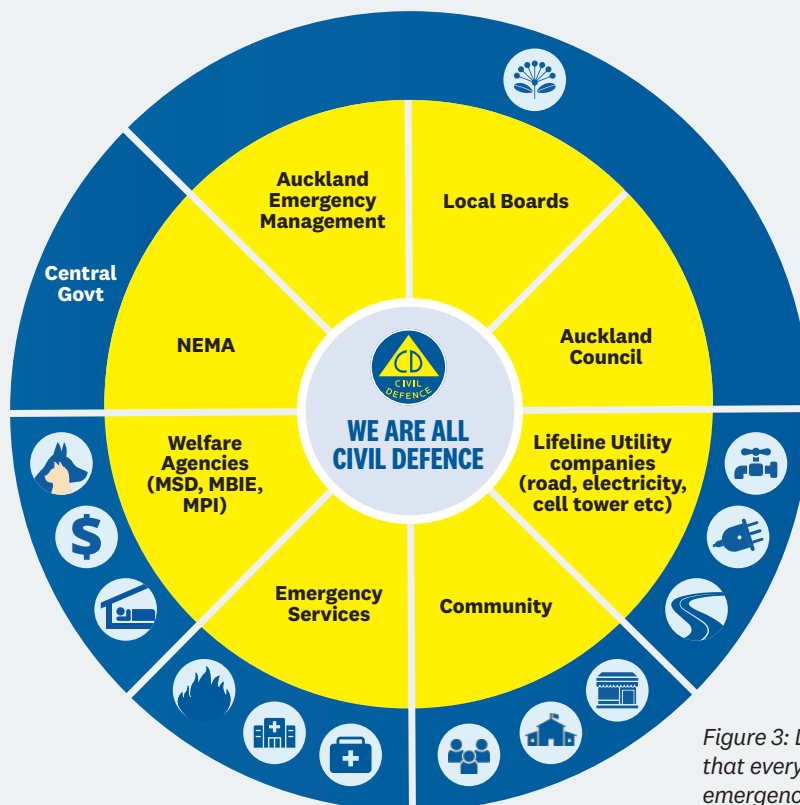 Auckland
Emergency
Management
Local Boards
Central
Govt
NEMA
Auckland
Council
CD
CIVIL
DEFENCE
WE ARE ALL
CIVIL DEFENCE
Welfare
Agencies
(MSD, MBIE,
MPI)
Lifeline Utility
companies
(road, electricity,
cell tower etc)
$
Emergency
Services
Community
Figure 3:
that every